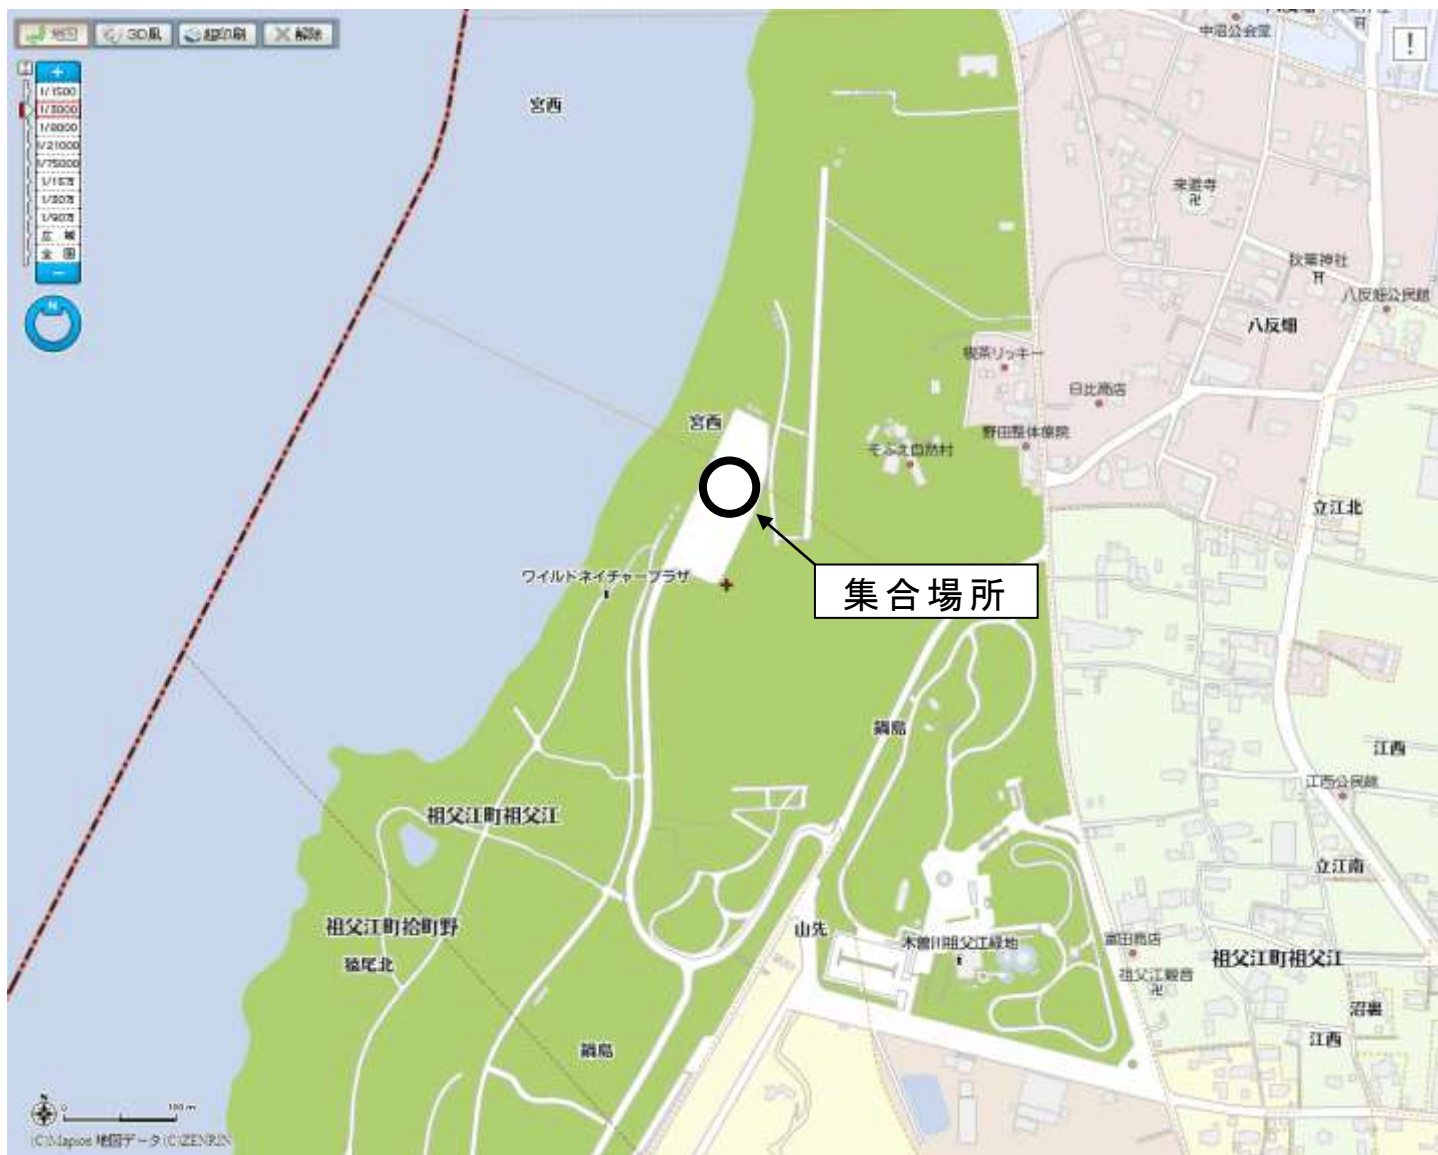 地図
3D風
縮印刷
解除
+
1/1500
1/3000
1/8000
1/21000
1/75000
1/15万
1/30万
1/90万
広 域
全 国
−
N
!
中沼公会堂
宮西
来遊寺
秋葉神社
八反畑公民館
八反畑
喫茶リッキー
日比商店
宮西
野田整体療院
そぶえ自然村
立江北
ワイルドネイチャープラザ
集合場所
鍋島
江西
江西公民館
祖父江町祖父江
立江南
祖父江町拾町野
山先
木曽川祖父江緑地
富田商店
祖父江町祖父江
猿尾北
祖父江観音
沼裏
江西
鍋島
N
0
100 m
(C)Mapion 地図データ(C)ZENRIN